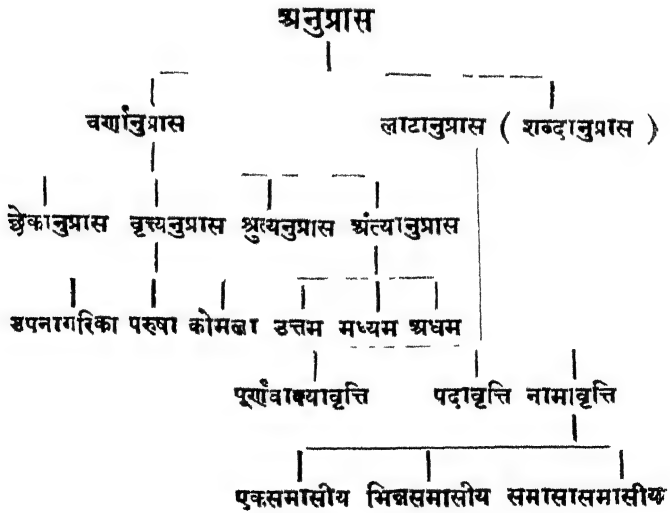 अनुप्रास
वर्णानुप्रास लाटानुप्रास ( शब्दानुप्रास )
छेकानुप्रास वृत्त्यनुप्रास श्रुत्यनुप्रास अंत्यानुप्रास
उपनागरिका परुषा कोमला उत्तम मध्यम अधम
पूर्णवाक्यावृत्ति पदावृत्ति नामावृत्ति
एकसमासीय भिन्नसमासीय समासासमासीय